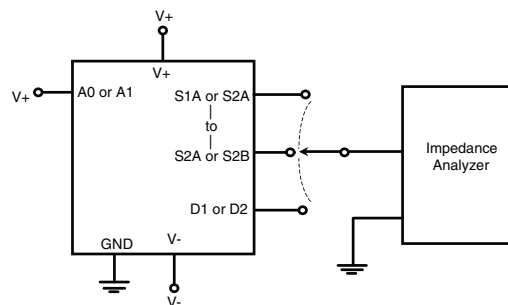 V+
V+
V+
A0 or A1
S1A or S2A
to
S2A or S2B
D1 or D2
GND
V-
V-
Impedance
Analyzer